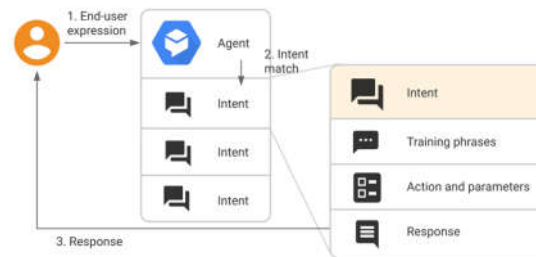 1. End-user
expression
Agent
2. Intent
match
Intent
Intent
Intent
Intent
Training phrases
Action and parameters
Response
3. Response